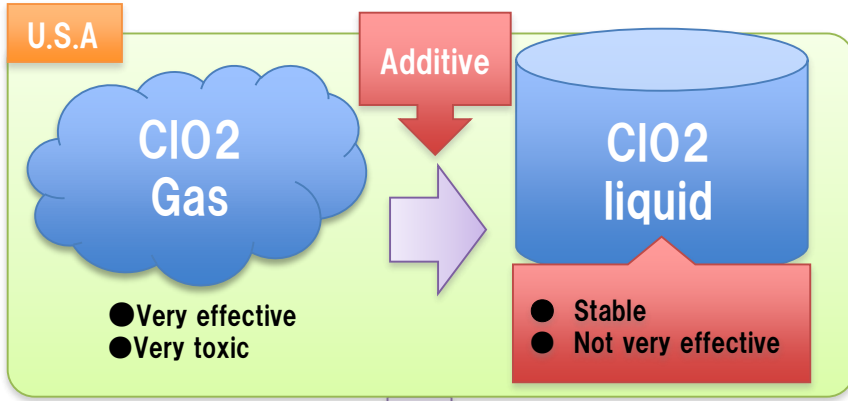 U.S.A
Additive
ClO2
Gas
ClO2
liquid
●Very effective
●Very toxic
● Stable
● Not very effective